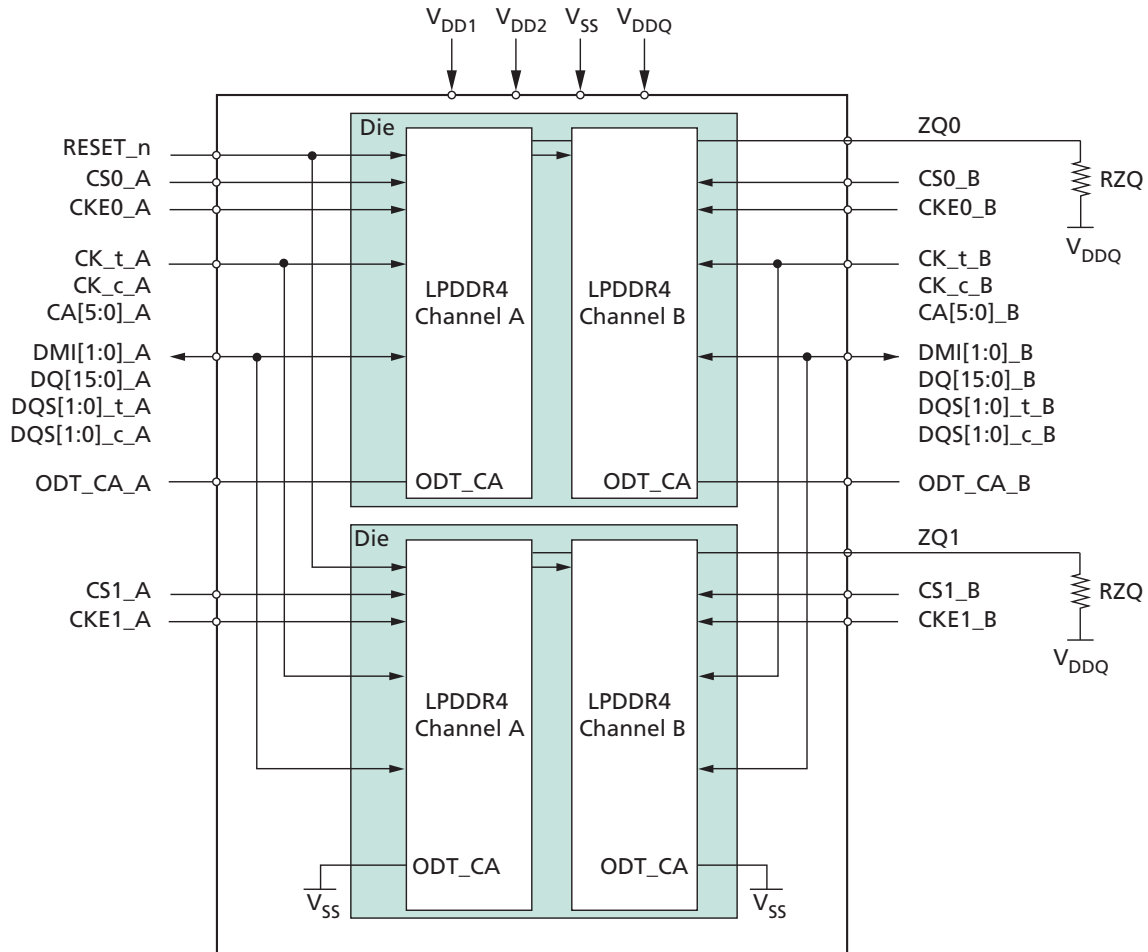 VDD1 VDD2 VSS VDDQ
Die
ZQ0
RESET_n
CS0_A
CKE0_A
CK_t_A
CK_c_A
CA[5:0]_A
DMI[1:0]_A
DQ[15:0]_A
DQS[1:0]_t_A
DQS[1:0]_c_A
ODT_CA_A
LPDDR4
Channel A
ODT_CA
LPDDR4
Channel B
ODT_CA
CS0_B
CKE0_B
CK_t_B
CK_c_B
CA[5:0]_B
DMI[1:0]_B
DQ[15:0]_B
DQS[1:0]_t_B
DQS[1:0]_c_B
ODT_CA_B
RZQ
VDDQ
Die
ZQ1
CS1_A
CKE1_A
LPDDR4
Channel A
ODT_CA
VSS
LPDDR4
Channel B
ODT_CA
VSS
CS1_B
CKE1_B
RZQ
VDDQ